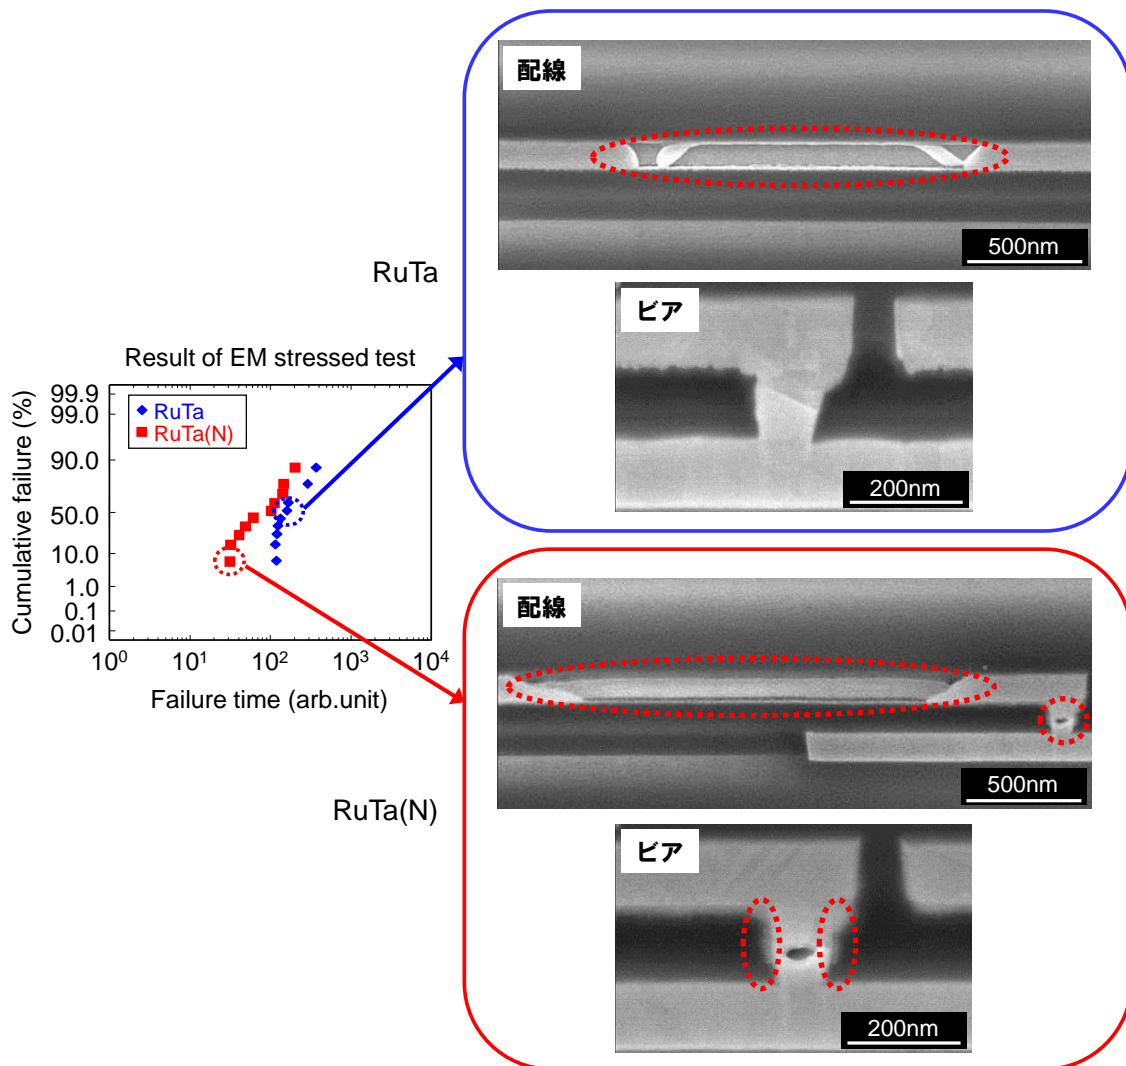 配線
500nm
RuTa
ビア
200nm
Result of EM stressed test
99.9
99.0
90.0
50.0
10.0
1.0
0.1
0.01
Cumulative failure (%)
RuTa
RuTa(N)
10⁰ 10¹ 10² 10³ 10⁴
Failure time (arb.unit)
配線
500nm
RuTa(N)
ビア
200nm